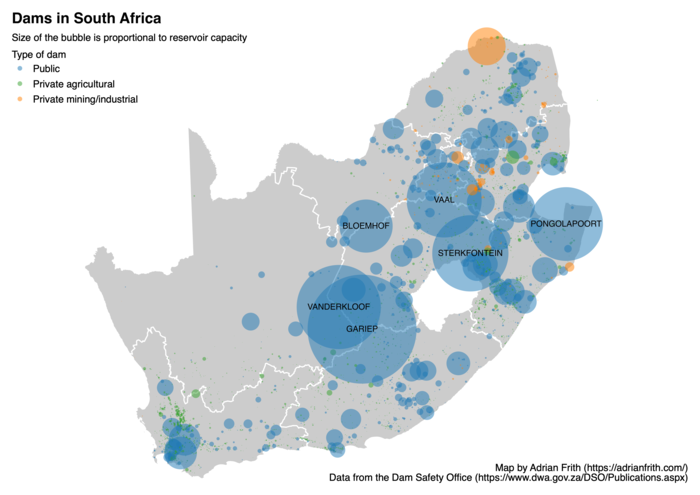 Dams in South Africa
Size of the bubble is proportional to reservoir capacity
Type of dam
Public
Private agricultural
Private mining/industrial
VAAL
BLOEMHOF
PONGOLAPOORT
STERKFONTEIN
VANDERKLOOF
GARIEP
Map by Adrian Frith (https://adrianfrith.com/)
Data from the Dam Safety Office (https://www.dwa.gov.za/DSO/Publications.aspx)